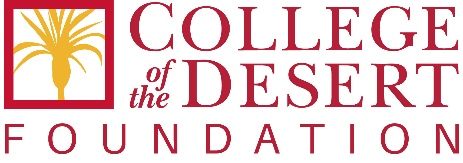 COLLEGE
of the DESERT
FOUNDATION